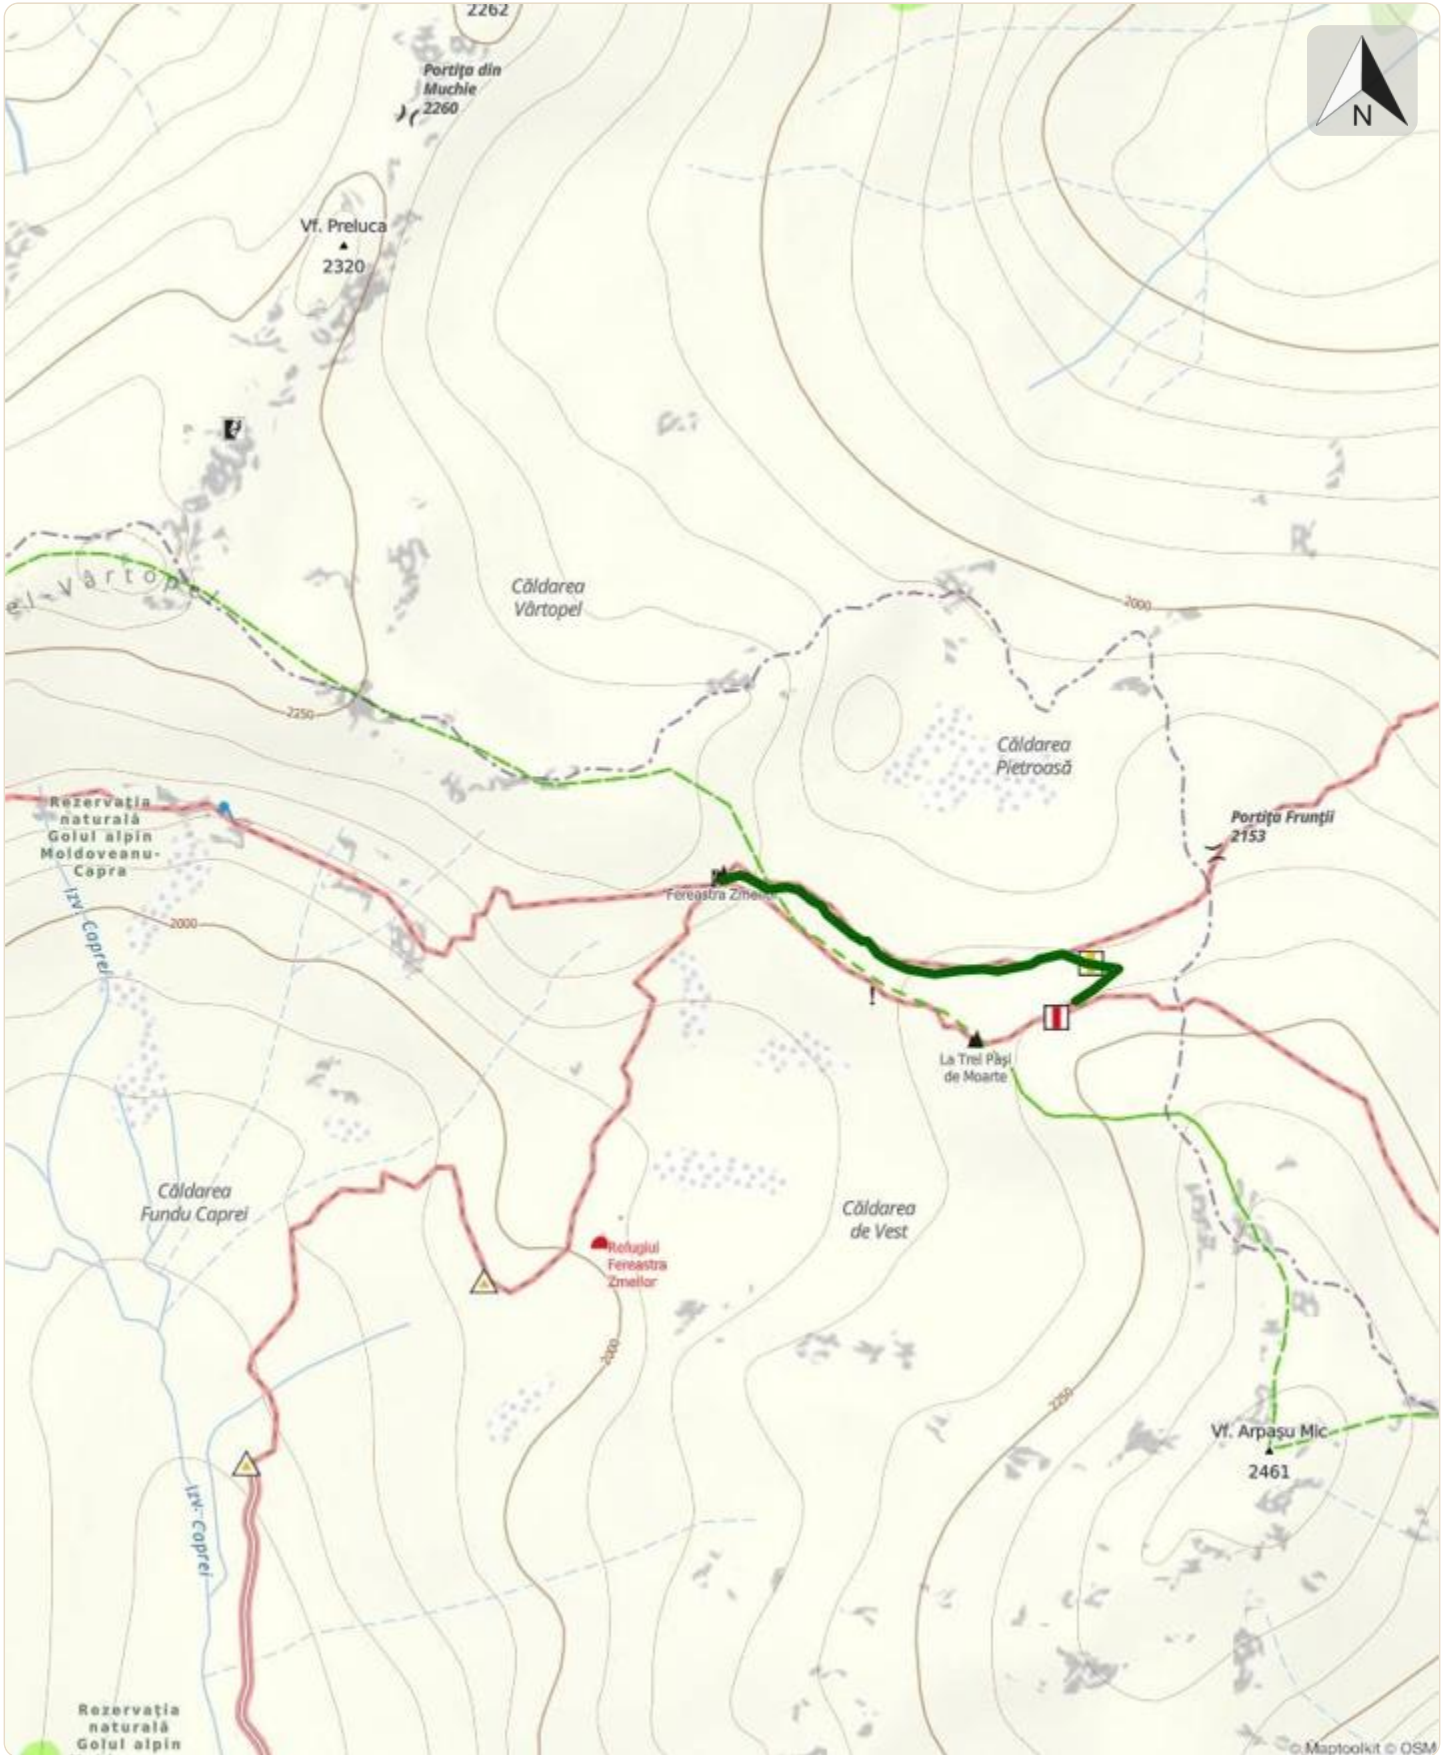 2262
Portița din
Muchie
2260
N
Vf. Preluca
2320
Căldarea
Vârtopel
el-Vârtopel
2000
2250
Căldarea
Pietroasă
Rezervația
naturală
Golul alpin
Moldoveanu-
Capra
Portița Frunții
2153
Izv. Caprei
Fereastra Zmeilor
2000
!
La Trei Pași
de Moarte
Căldarea
Fundu Caprei
Căldarea
de Vest
Refugiul
Fereastra
Zmeilor
2000
2250
Vf. Arpașu Mic
2461
Izv. Caprei
Rezervația
naturală
Golul alpin
© Maptoolkit © OSM